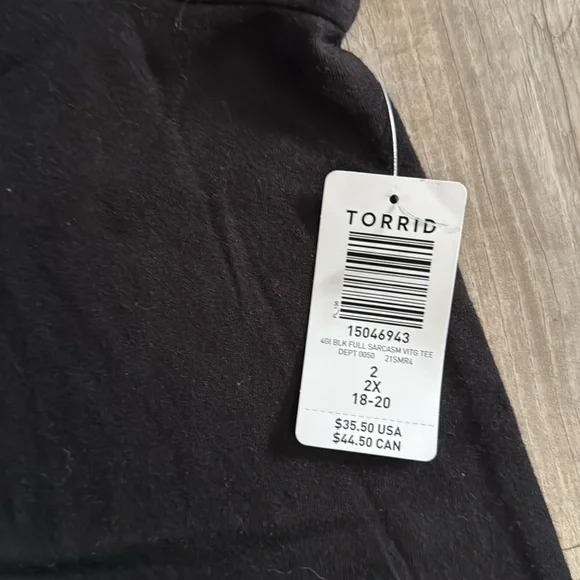 TORRID
15046943
4GI BLK FULL SARCASM VITG TEE
DEPT 0050 21SMR4
2
2X
18-20
$35.50 USA
$44.50 CAN